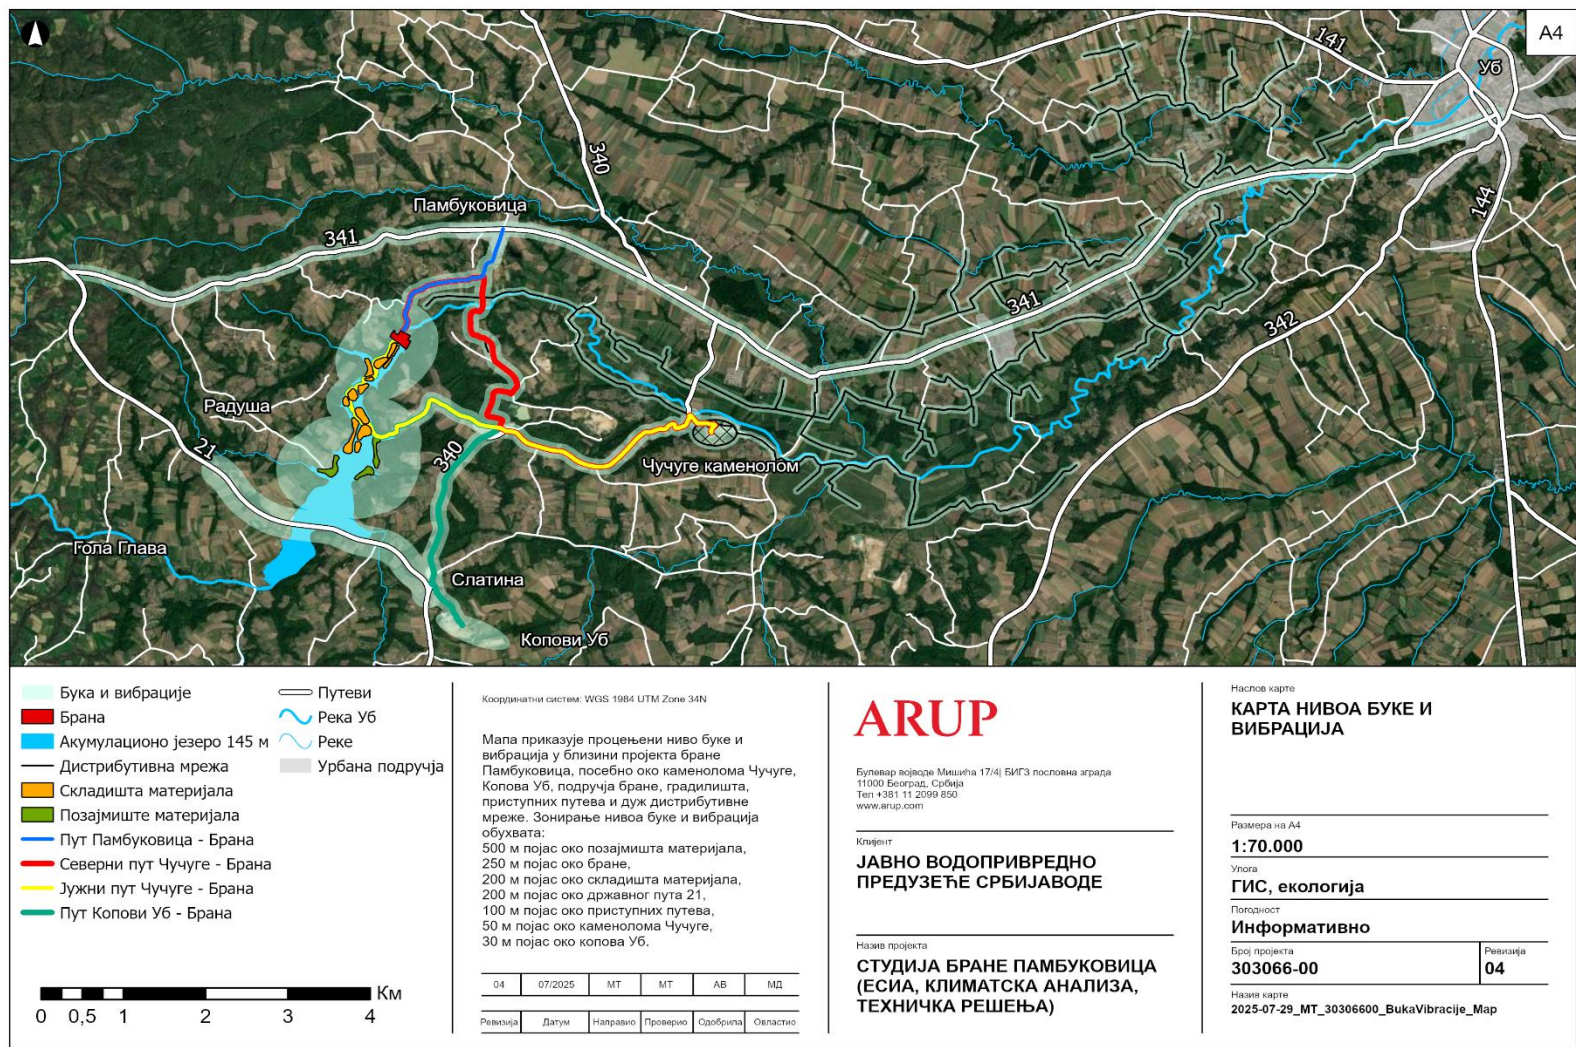 A4
141
Уб
340
144
Памбуковица
341
341
342
Радуша
21
340
Чучуге каменолом
Гола Глава
Слатина
Копови Уб
Бука и вибрације
Брана
Акумулационо језеро 145 м
Дистрибутивна мрежа
Складишта материјала
Позајмиште материјала
Пут Памбуковица - Брана
Северни пут Чучуге - Брана
Јужни пут Чучуге - Брана
Пут Копови Уб - Брана
Путеви
Река Уб
Реке
Урбана подручја
Км
0 0,5 1 2 3 4
Координатни систем: WGS 1984 UTM Zone 34N
Мапа приказује процењени ниво буке и
вибрација у близини пројекта бране
Памбуковица, посебно око каменолома Чучуге,
Копова Уб, подручја бране, градилишта,
приступних путева и дуж дистрибутивне
мреже. Зонирање нивоа буке и вибрација
обухвата:
500 м појас око позајмишта материјала,
250 м појас око бране,
200 м појас око складишта материјала,
200 м појас око државног пута 21,
100 м појас око приступних путева,
50 м појас око каменолома Чучуге,
30 м појас око копова Уб.
04 07/2025 МТ МТ АВ МД
Ревизија Датум Направио Проверио Одобрила Овластио
ARUP
Булевар војводе Мишића 17/4| БИГЗ пословна зграда
11000 Београд, Србија
Тел +381 11 2099 850
www.arup.com
Клијент
ЈАВНО ВОДОПРИВРЕДНО
ПРЕДУЗЕЋЕ СРБИЈАВОДЕ
Назив пројекта
СТУДИЈА БРАНЕ ПАМБУКОВИЦА
(ЕСИА, КЛИМАТСКА АНАЛИЗА,
ТЕХНИЧКА РЕШЕЊА)
Наслов карте
КАРТА НИВОА БУКЕ И
ВИБРАЦИЈА
Размера на А4
1:70.000
Улога
ГИС, екологија
Погодност
Информативно
Број пројекта
303066-00
Ревизија
04
Назив карте
2025-07-29_MT_30306600_BukaVibracije_Map